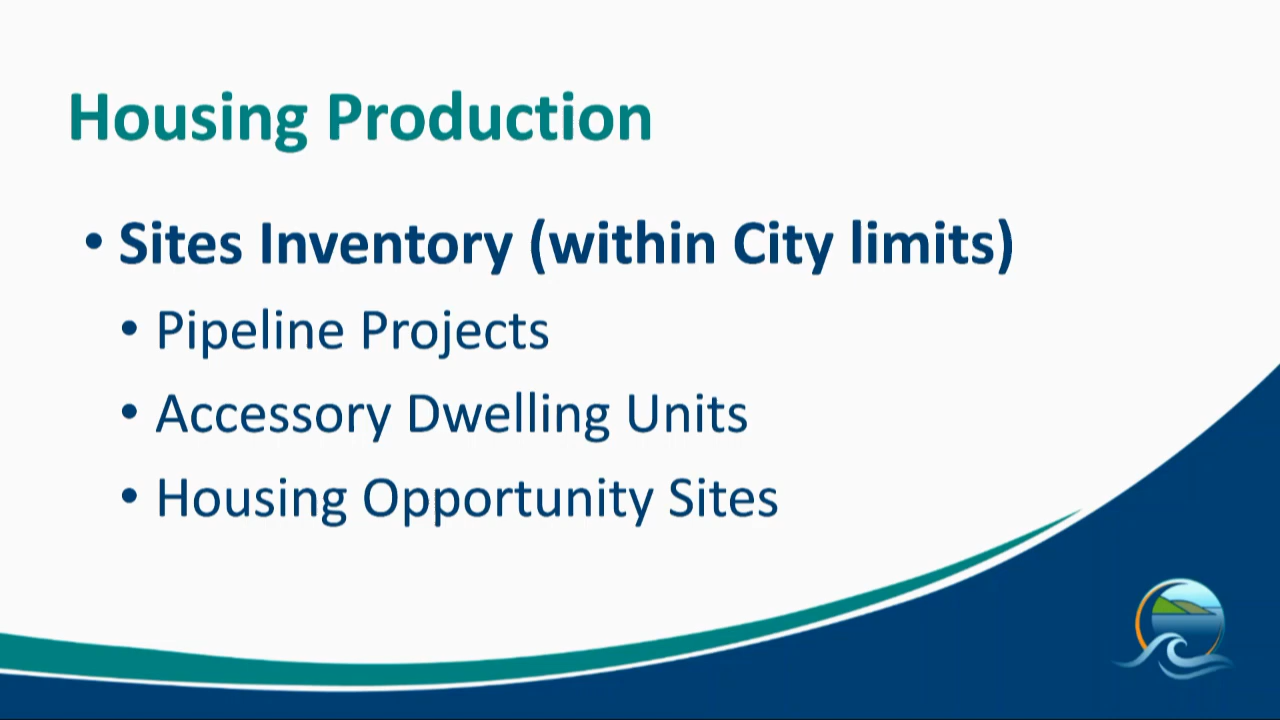 Housing Production
• Sites Inventory (within City limits)
• Pipeline Projects
• Accessory Dwelling Units
• Housing Opportunity Sites